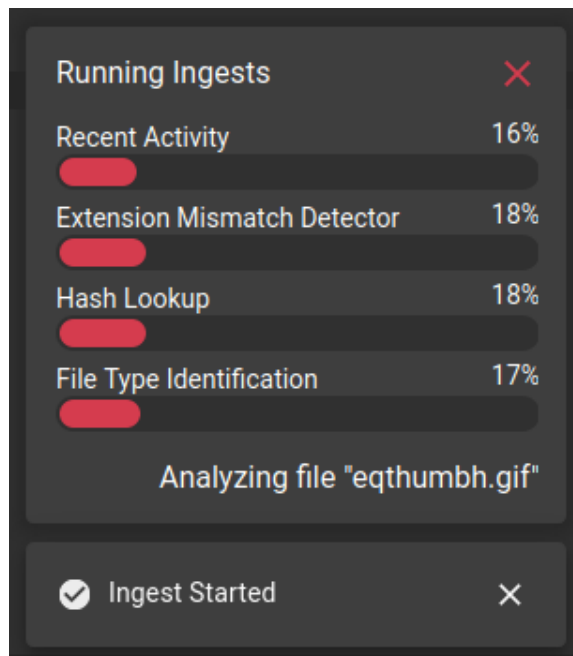 Running Ingests
Recent Activity 16%
Extension Mismatch Detector 18%
Hash Lookup 18%
File Type Identification 17%
Analyzing file "eqthumbh.gif"
Ingest Started